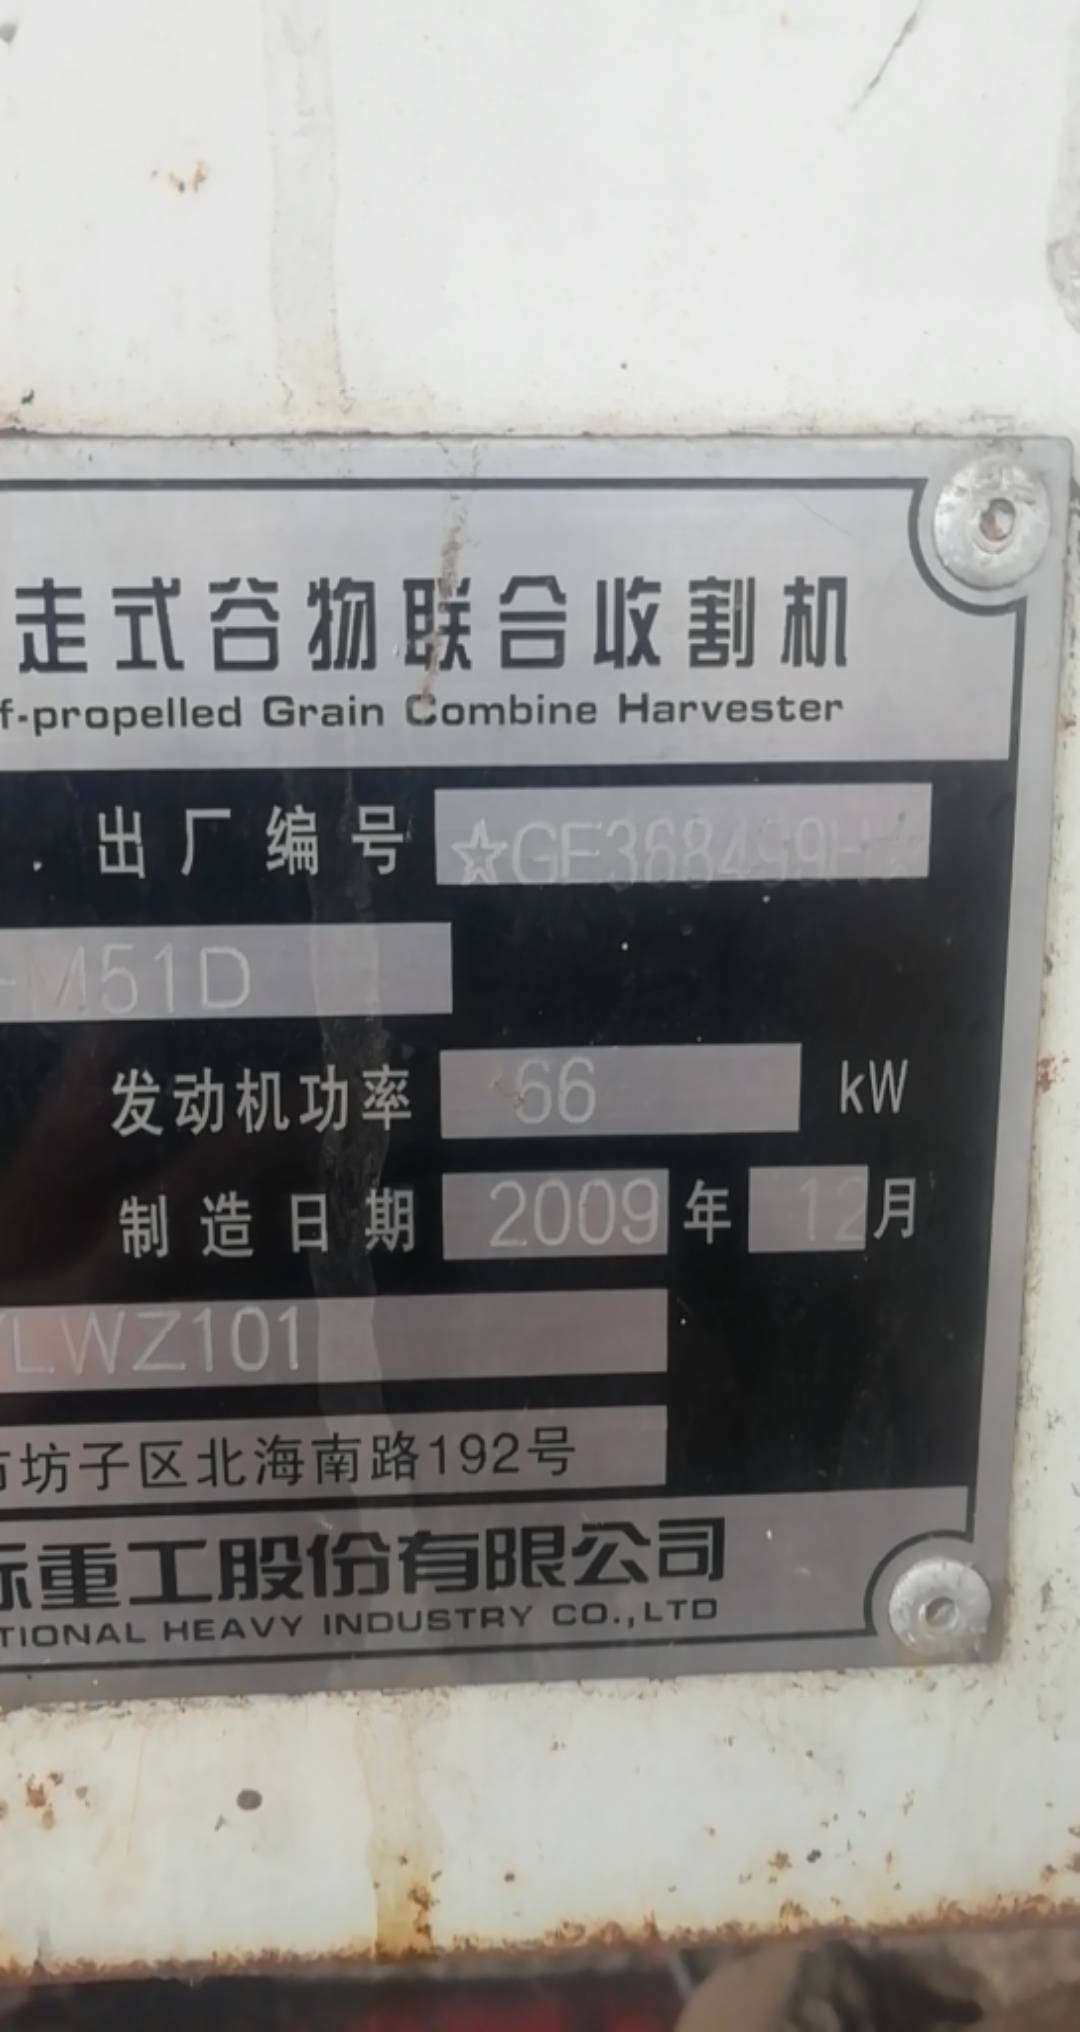 走式谷物联合收割机
f-propelled Grain Combine Harvester
出厂编号 ☆GE368499H☆
-M51D
发动机功率 66 kW
制造日期 2009年 12月
LWZ101
坊子区北海南路192号
际重工股份有限公司
TIONAL HEAVY INDUSTRY CO.,LTD